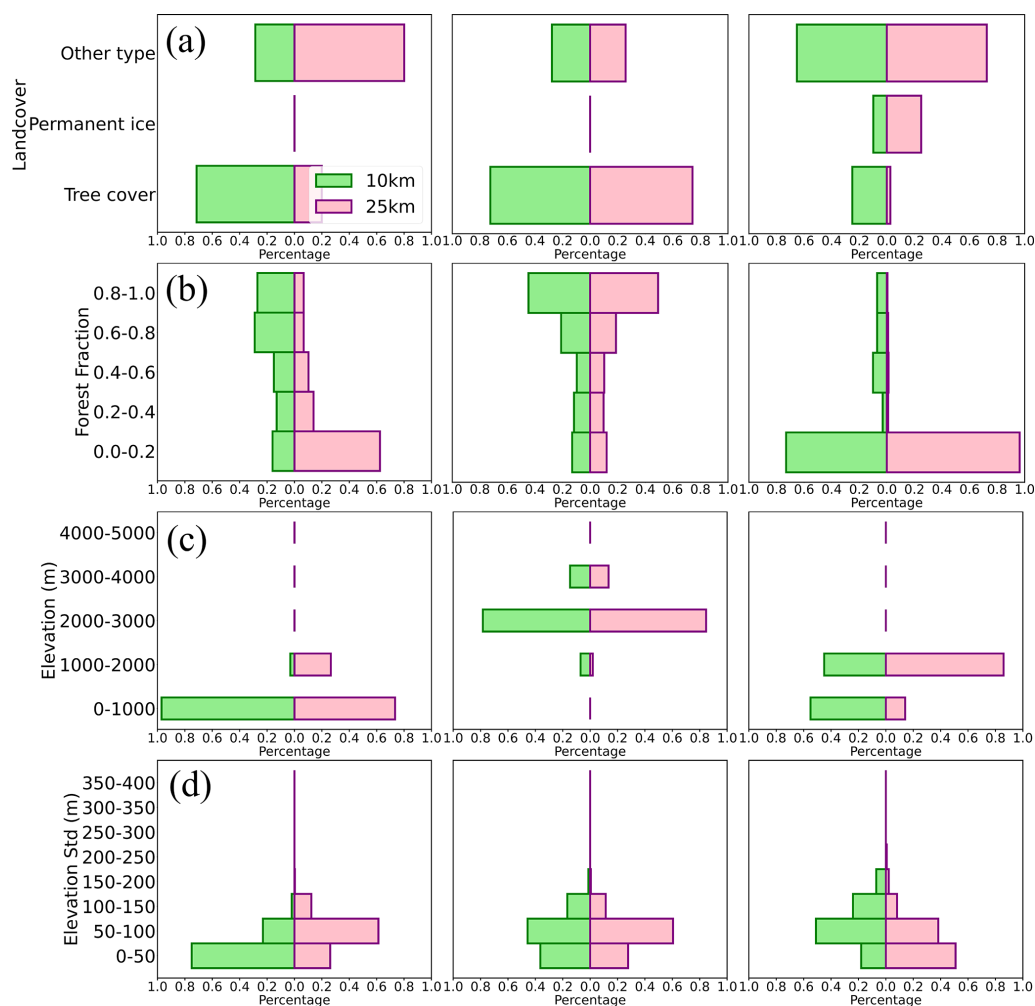 (a)
Landcover
Other type
Permanent ice
Tree cover
10km
25km
1.0 0.8 0.6 0.4 0.2 0.0 0.2 0.4 0.6 0.8 1.0
1.0 0.8 0.6 0.4 0.2 0.0 0.2 0.4 0.6 0.8 1.0
1.0 0.8 0.6 0.4 0.2 0.0 0.2 0.4 0.6 0.8 1.0
Percentage
Percentage
Percentage
(b)
Forest Fraction
0.8-1.0
0.6-0.8
0.4-0.6
0.2-0.4
0.0-0.2
1.0 0.8 0.6 0.4 0.2 0.0 0.2 0.4 0.6 0.8 1.0
1.0 0.8 0.6 0.4 0.2 0.0 0.2 0.4 0.6 0.8 1.0
1.0 0.8 0.6 0.4 0.2 0.0 0.2 0.4 0.6 0.8 1.0
Percentage
Percentage
Percentage
(c)
Elevation (m)
4000-5000
3000-4000
2000-3000
1000-2000
0-1000
1.0 0.8 0.6 0.4 0.2 0.0 0.2 0.4 0.6 0.8 1.0
1.0 0.8 0.6 0.4 0.2 0.0 0.2 0.4 0.6 0.8 1.0
1.0 0.8 0.6 0.4 0.2 0.0 0.2 0.4 0.6 0.8 1.0
Percentage
Percentage
Percentage
(d)
Elevation Std (m)
350-400
300-350
250-300
200-250
150-200
100-150
50-100
0-50
1.0 0.8 0.6 0.4 0.2 0.0 0.2 0.4 0.6 0.8 1.0
1.0 0.8 0.6 0.4 0.2 0.0 0.2 0.4 0.6 0.8 1.0
1.0 0.8 0.6 0.4 0.2 0.0 0.2 0.4 0.6 0.8 1.0
Percentage
Percentage
Percentage